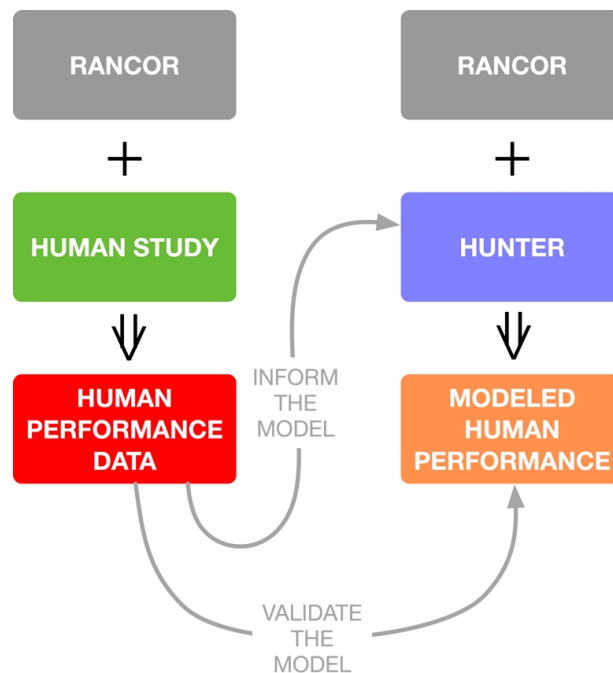 RANCOR
+
HUMAN STUDY
HUMAN
PERFORMANCE
DATA
INFORM
THE
MODEL
VALIDATE
THE
MODEL
RANCOR
+
HUNTER
MODELED
HUMAN
PERFORMANCE